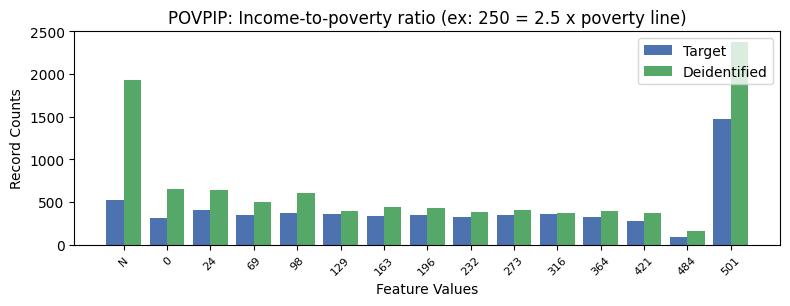 POVPIP: Income-to-poverty ratio (ex: 250 = 2.5 x poverty line)
2500
2000
1500
1000
500
0
Record Counts
Target
Deidentified
N 0 24 69 98 129 163 196 232 273 316 364 421 484 501
Feature Values